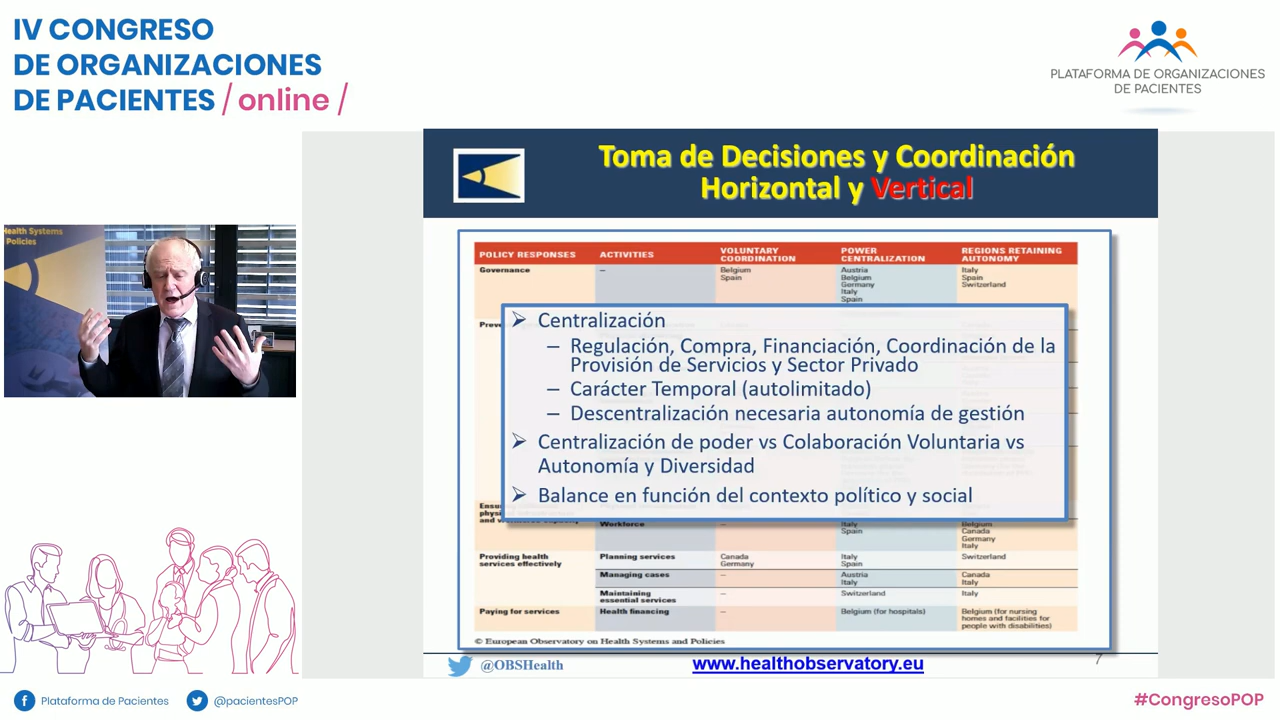 IV CONGRESO
DE ORGANIZACIONES
DE PACIENTES / online /
PLATAFORMA DE ORGANIZACIONES
DE PACIENTES
Health Systems
Policies
Toma de Decisiones y Coordinación
Horizontal y Vertical
POLICY RESPONSES ACTIVITIES VOLUNTARY COORDINATION POWER CENTRALIZATION REGIONS RETAINING AUTONOMY
Governance – Belgium Austria Italy
Spain Belgium Spain
Germany Switzerland
Italy
Spain
➢ Centralización
– Regulación, Compra, Financiación, Coordinación de la
Provisión de Servicios y Sector Privado
– Carácter Temporal (autolimitado)
– Descentralización necesaria autonomía de gestión
➢ Centralización de poder vs Colaboración Voluntaria vs
Autonomía y Diversidad
➢ Balance en función del contexto político y social
Workforce – Italy Belgium
Spain Canada
Germany
Italy
Providing health Planning services Canada Italy Switzerland
services effectively Germany Spain
Managing cases – Austria Canada
Italy Italy
Maintaining – Switzerland Italy
essential services
Paying for services Health financing – Belgium (for hospitals) Belgium (for nursing
homes and facilities for
people with disabilities)
© European Observatory on Health Systems and Policies
@OBSHealth www.healthobservatory.eu 7
Plataforma de Pacientes @pacientesPOP #CongresoPOP